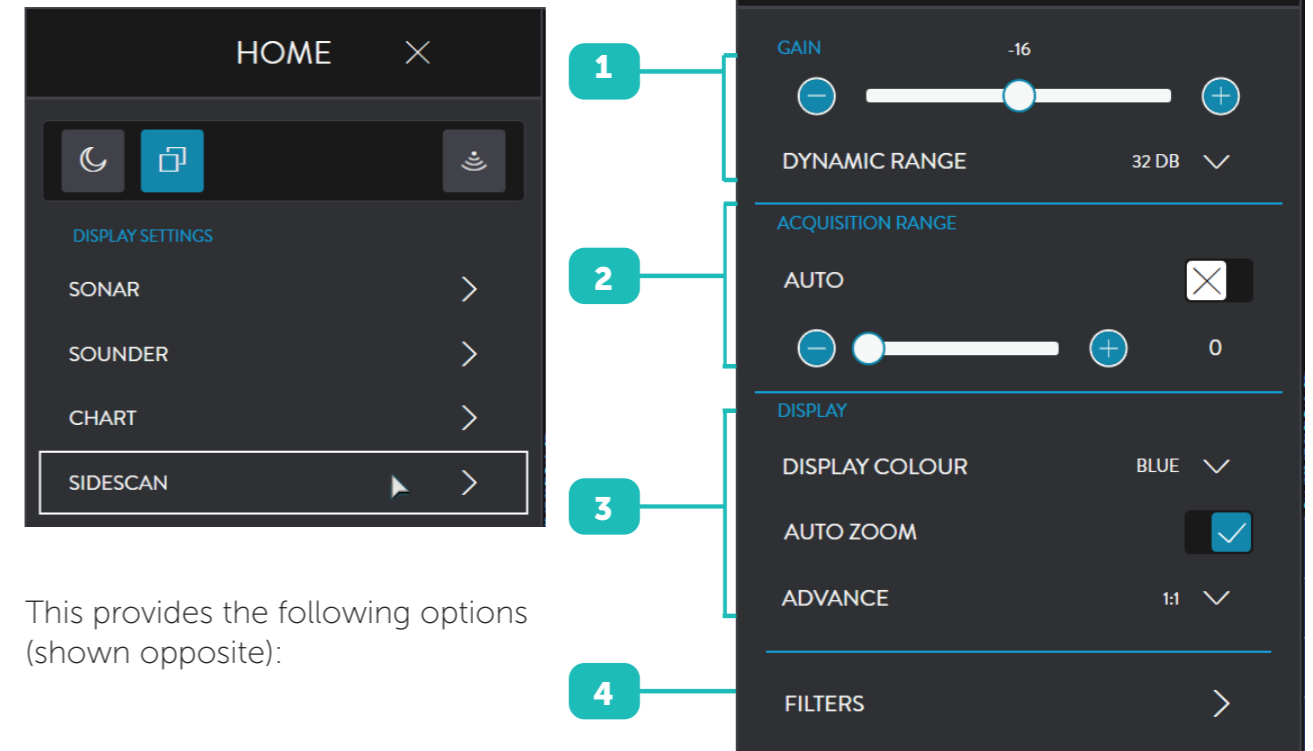 HOME
DISPLAY SETTINGS
SONAR
SOUNDER
CHART
SIDESCAN
This provides the following options
(shown opposite):
1
GAIN
-16
DYNAMIC RANGE 32 DB
2
ACQUISITION RANGE
AUTO
0
3
DISPLAY
DISPLAY COLOUR BLUE
AUTO ZOOM
ADVANCE 1:1
4
FILTERS